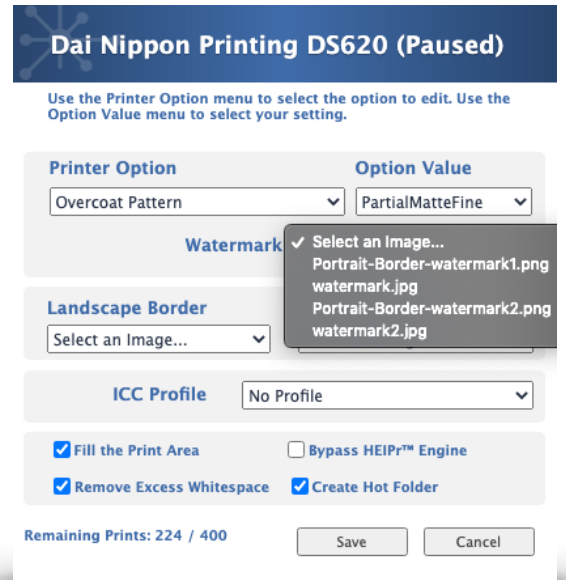 Dai Nippon Printing DS620 (Paused)
Use the Printer Option menu to select the option to edit. Use the
Option Value menu to select your setting.
Printer Option
Option Value
Overcoat Pattern
PartialMatteFine
Watermark
✓ Select an Image...
Portrait-Border-watermark1.png
watermark.jpg
Portrait-Border-watermark2.png
watermark2.jpg
Landscape Border
Select an Image...
ICC Profile
No Profile
Fill the Print Area
Bypass HEIPr™ Engine
Remove Excess Whitespace
Create Hot Folder
Remaining Prints: 224 / 400
Save
Cancel